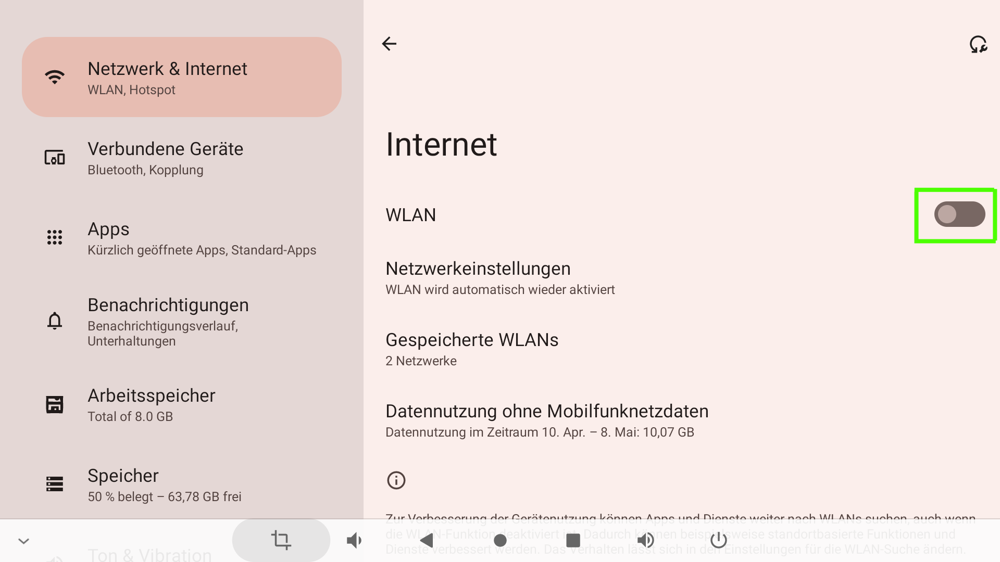 Netzwerk & Internet
WLAN, Hotspot
Verbundene Geräte
Bluetooth, Kopplung
Apps
Kürzlich geöffnete Apps, Standard-Apps
Benachrichtigungen
Benachrichtigungsverlauf,
Unterhaltungen
Arbeitsspeicher
Total of 8.0 GB
Speicher
50 % belegt – 63,78 GB frei
Ton & Vibration
Internet
WLAN
Netzwerkeinstellungen
WLAN wird automatisch wieder aktiviert
Gespeicherte WLANs
2 Netzwerke
Datennutzung ohne Mobilfunknetzdaten
Datennutzung im Zeitraum 10. Apr. – 8. Mai: 10,07 GB
Zur Verbesserung der Gerätenutzung können Apps und Dienste weiter nach WLANs suchen, auch wenn
die WLAN-Funktion deaktiviert ist. Dadurch können beispielsweise standortbasierte Funktionen und
Dienste verbessert werden. Das Verhalten lässt sich in den Einstellungen für die WLAN-Suche ändern.